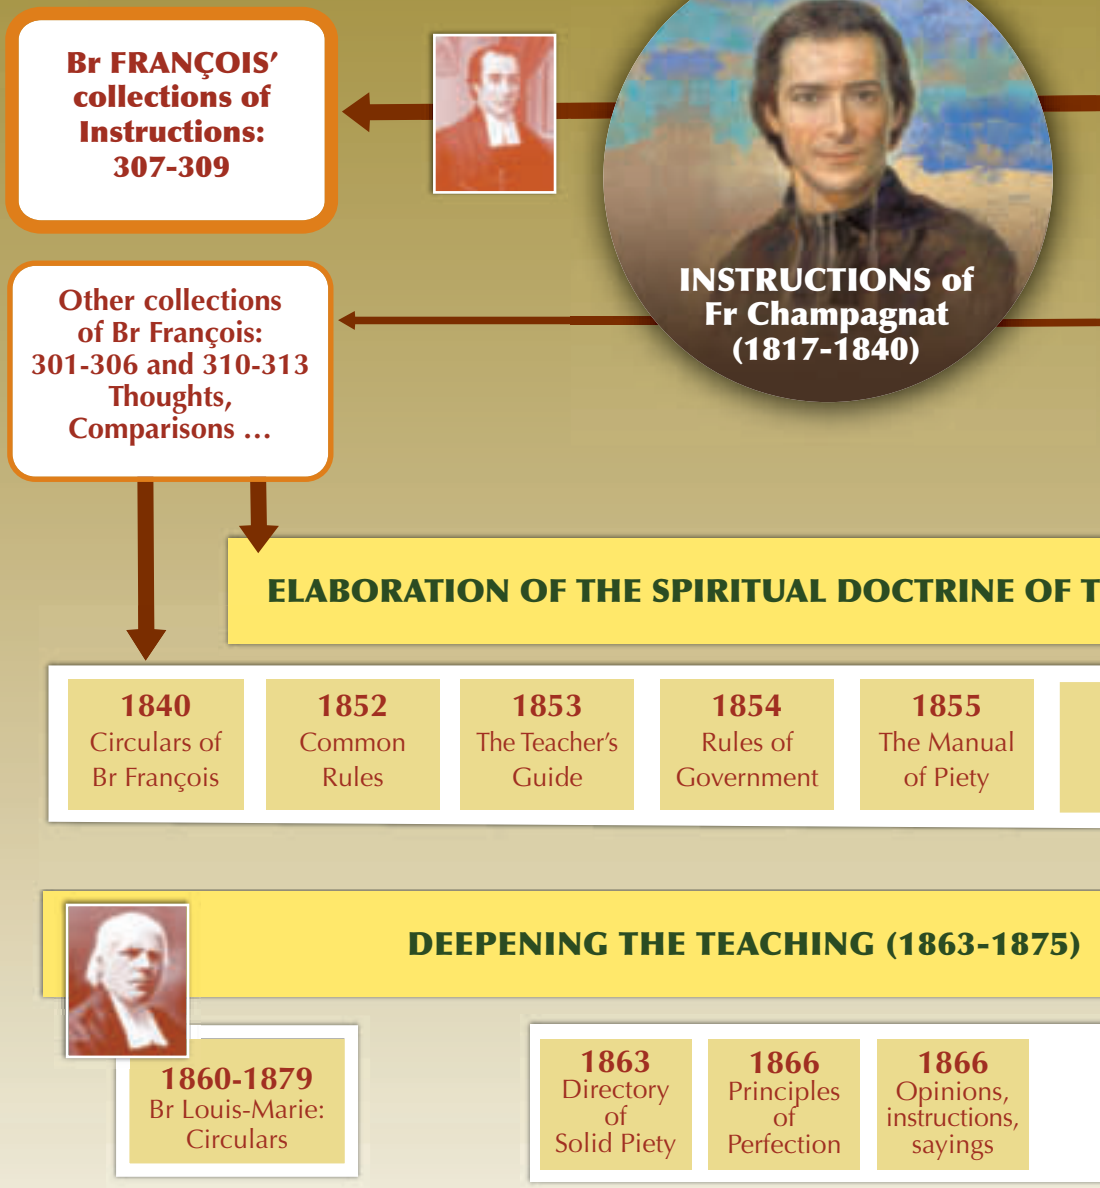 Br FRANÇOIS’
collections of
Instructions:
307-309
INSTRUCTIONS of
Fr Champagnat
(1817-1840)
Other collections
of Br François:
301-306 and 310-313
Thoughts,
Comparisons ...
ELABORATION OF THE SPIRITUAL DOCTRINE OF T
1840
Circulars of
Br François
1852
Common
Rules
1853
The Teacher’s
Guide
1854
Rules of
Government
1855
The Manual
of Piety
DEEPENING THE TEACHING (1863-1875)
1860-1879
Br Louis-Marie:
Circulars
1863
Directory
of
Solid Piety
1866
Principles
of
Perfection
1866
Opinions,
instructions,
sayings